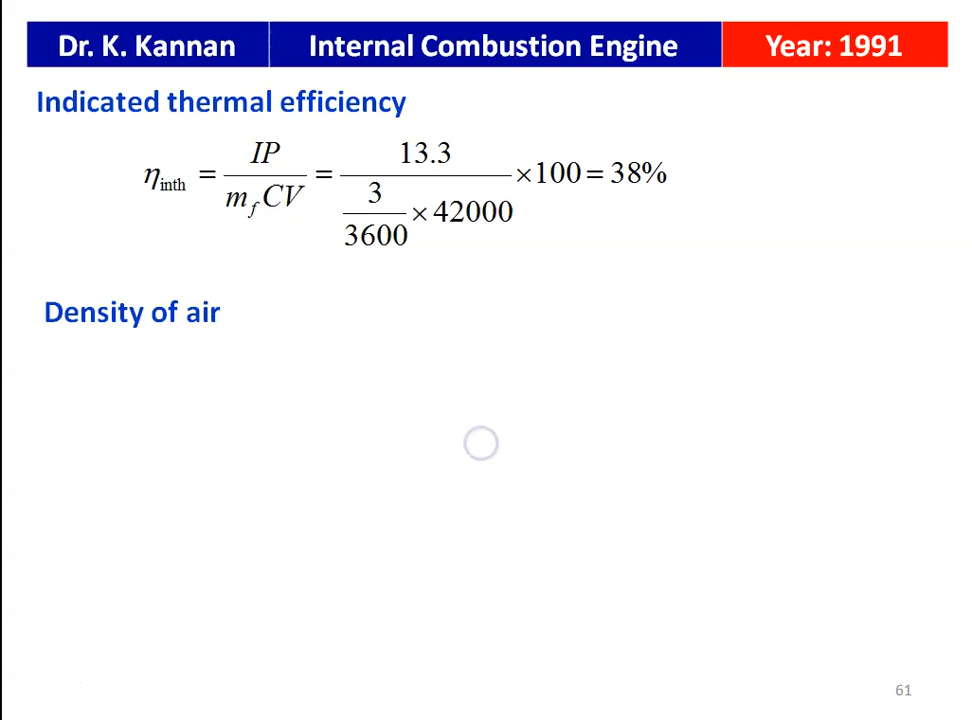 Dr. K. Kannan Internal Combustion Engine Year: 1991
Indicated thermal efficiency
η_inth = IP / (m_f CV) = 13.3 / (3/3600 × 42000) ×100 = 38%
Density of air
61